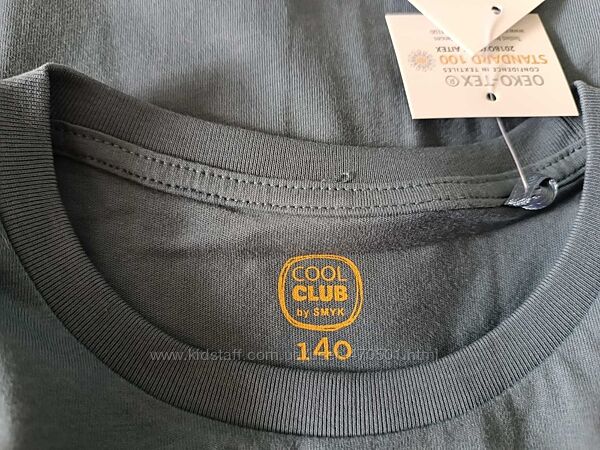 OEKO-TEX®
CONFIDENCE IN TEXTILES
STANDARD 100
COOL
CLUB
by SMYK
140